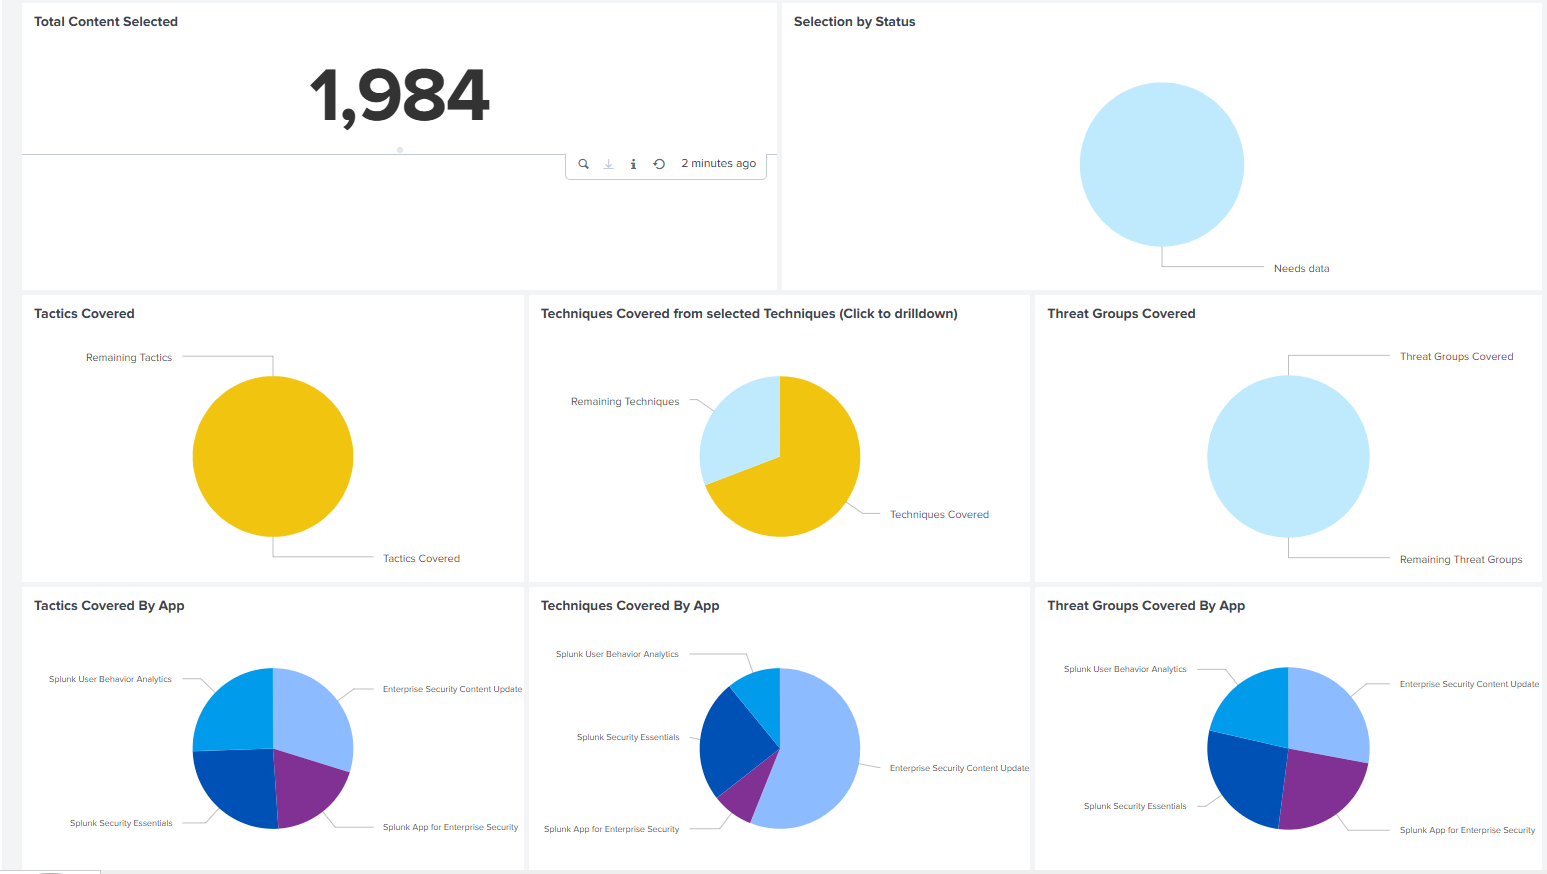 Total Content Selected
1,984
2 minutes ago
Selection by Status
Needs data
Tactics Covered
Remaining Tactics
Tactics Covered
Techniques Covered from selected Techniques (Click to drilldown)
Remaining Techniques
Techniques Covered
Threat Groups Covered
Threat Groups Covered
Remaining Threat Groups
Tactics Covered By App
Splunk User Behavior Analytics
Enterprise Security Content Update
Splunk Security Essentials
Splunk App for Enterprise Security
Techniques Covered By App
Splunk User Behavior Analytics
Splunk Security Essentials
Enterprise Security Content Update
Splunk App for Enterprise Security
Threat Groups Covered By App
Splunk User Behavior Analytics
Enterprise Security Content Update
Splunk Security Essentials
Splunk App for Enterprise Security